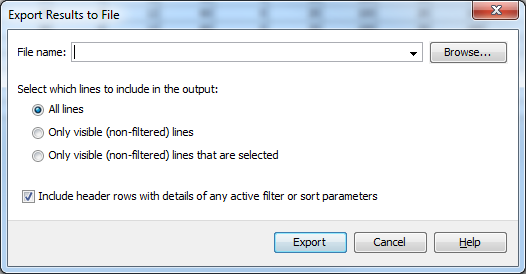 Export Results to File
File name:
Browse...
Select which lines to include in the output:
All lines
Only visible (non-filtered) lines
Only visible (non-filtered) lines that are selected
Include header rows with details of any active filter or sort parameters
Export
Cancel
Help